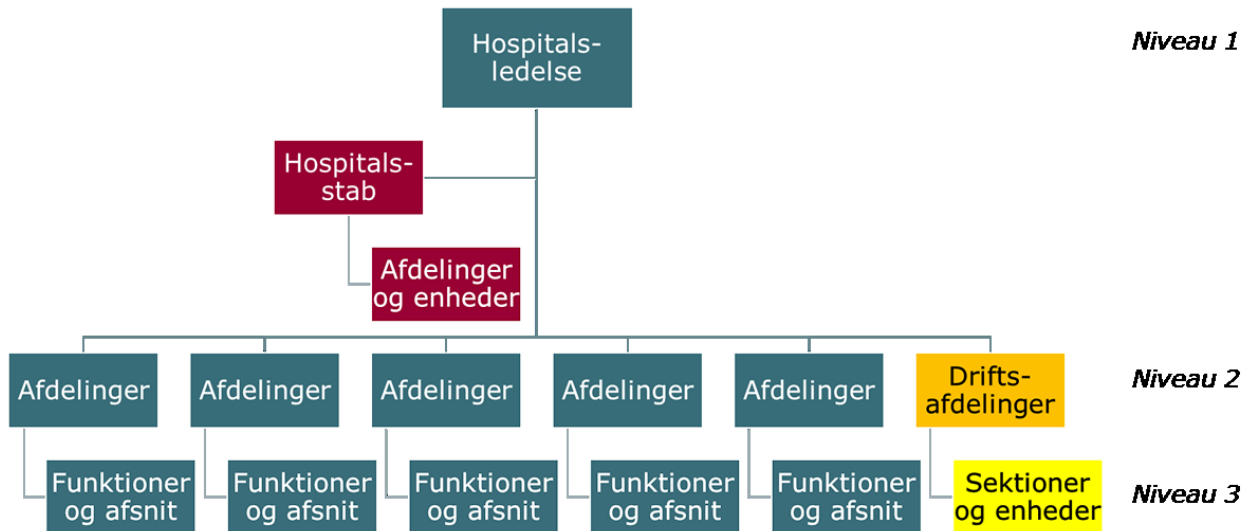 Hospitals-
ledelse
Niveau 1
Hospitals-
stab
Afdelinger
og enheder
Afdelinger
Afdelinger
Afdelinger
Afdelinger
Afdelinger
Drifts-
afdelinger
Niveau 2
Funktioner
og afsnit
Funktioner
og afsnit
Funktioner
og afsnit
Funktioner
og afsnit
Funktioner
og afsnit
Sektioner
og enheder
Niveau 3